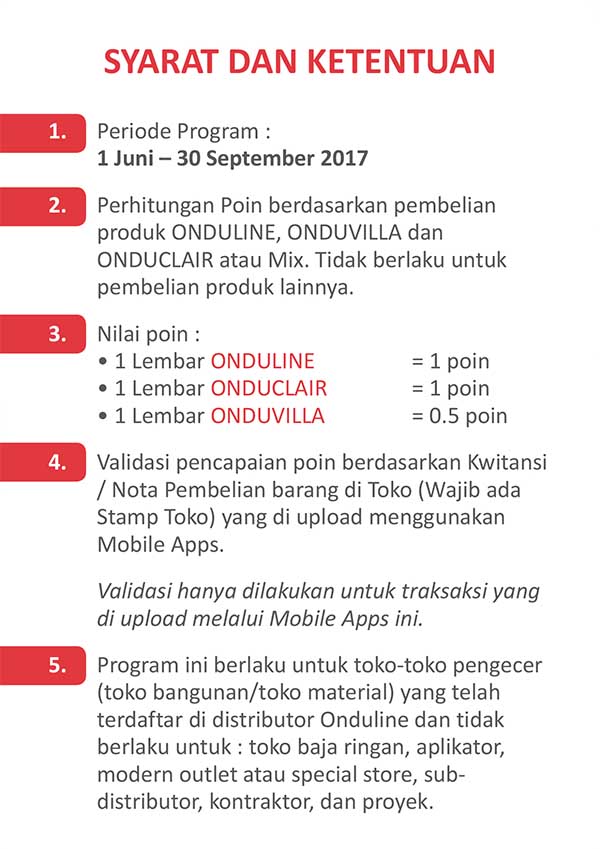 SYARAT DAN KETENTUAN
1. Periode Program :
1 Juni – 30 September 2017
2. Perhitungan Poin berdasarkan pembelian
produk ONDULINE, ONDUVILLA dan
ONDUCLAIR atau Mix. Tidak berlaku untuk
pembelian produk lainnya.
3. Nilai poin :
• 1 Lembar ONDULINE = 1 poin
• 1 Lembar ONDUCLAIR = 1 poin
• 1 Lembar ONDUVILLA = 0.5 poin
4. Validasi pencapaian poin berdasarkan Kwitansi
/ Nota Pembelian barang di Toko (Wajib ada
Stamp Toko) yang di upload menggunakan
Mobile Apps.
Validasi hanya dilakukan untuk traksaksi yang
di upload melalui Mobile Apps ini.
5. Program ini berlaku untuk toko-toko pengecer
(toko bangunan/toko material) yang telah
terdaftar di distributor Onduline dan tidak
berlaku untuk : toko baja ringan, aplikator,
modern outlet atau special store, sub-
distributor, kontraktor, dan proyek.